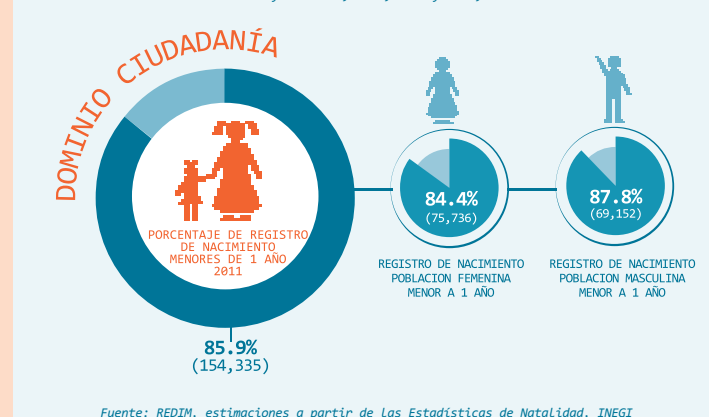 DOMINIO CIUDADANÍA
PORCENTAJE DE REGISTRO
DE NACIMIENTO
MENORES DE 1 AÑO
2011
85.9%
(154,335)
84.4%
(75,736)
REGISTRO DE NACIMIENTO
POBLACION FEMENINA
MENOR A 1 AÑO
87.8%
(69,152)
REGISTRO DE NACIMIENTO
POBLACION MASCULINA
MENOR A 1 AÑO
Fuente: REDIM, estimaciones a partir de las Estadísticas de Natalidad, INEGI